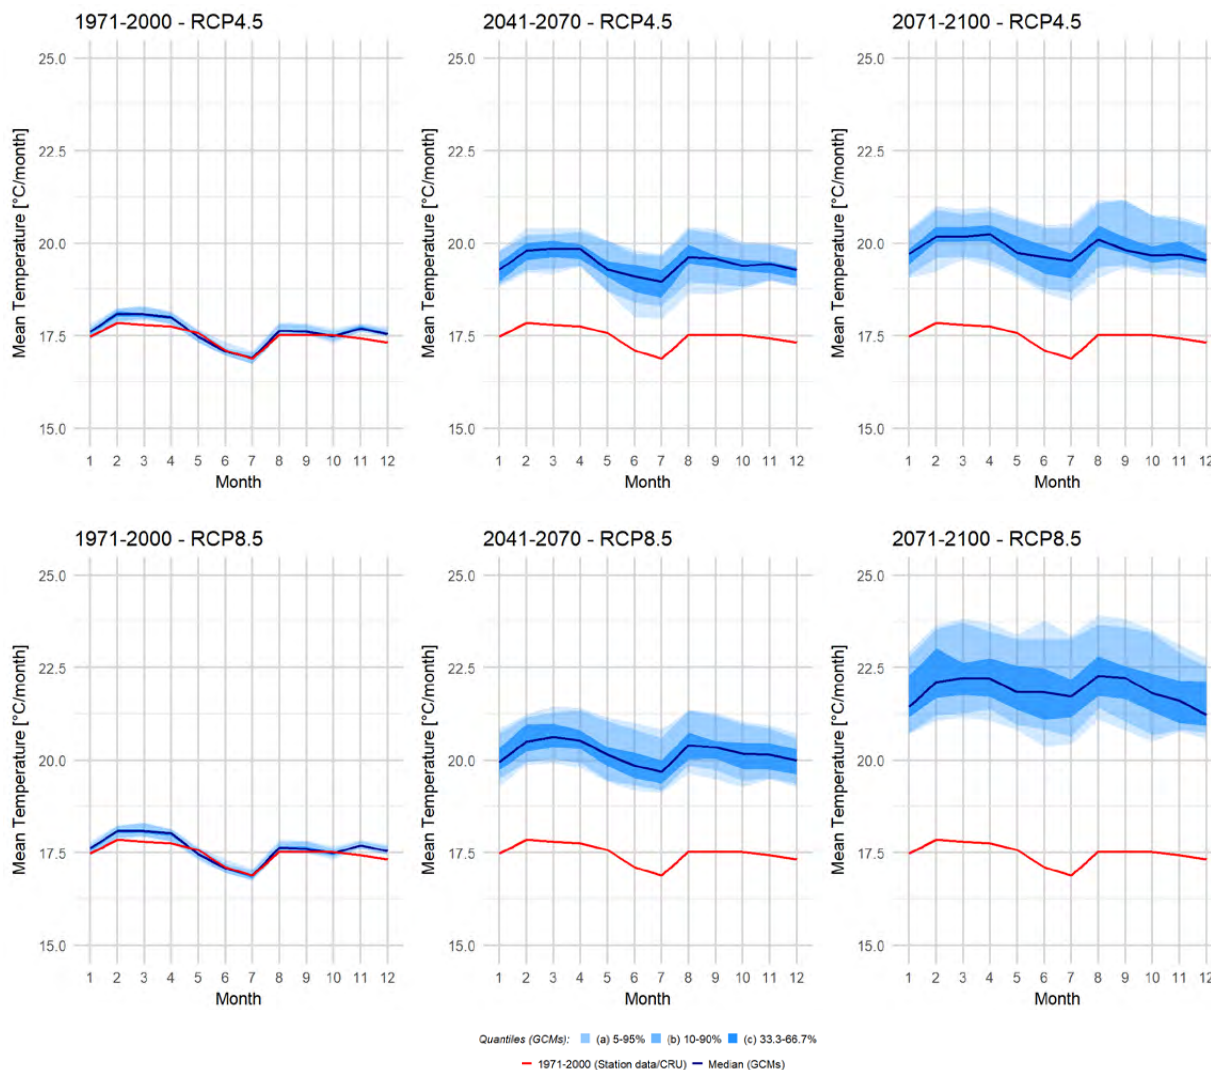 1971-2000 - RCP4.5
2041-2070 - RCP4.5
2071-2100 - RCP4.5
Mean Temperature [°C/month]
25.0
22.5
20.0
17.5
15.0
1 2 3 4 5 6 7 8 9 10 11 12
Month
Mean Temperature [°C/month]
25.0
22.5
20.0
17.5
15.0
1 2 3 4 5 6 7 8 9 10 11 12
Month
Mean Temperature [°C/month]
25.0
22.5
20.0
17.5
15.0
1 2 3 4 5 6 7 8 9 10 11 12
Month
1971-2000 - RCP8.5
2041-2070 - RCP8.5
2071-2100 - RCP8.5
Mean Temperature [°C/month]
25.0
22.5
20.0
17.5
15.0
1 2 3 4 5 6 7 8 9 10 11 12
Month
Mean Temperature [°C/month]
25.0
22.5
20.0
17.5
15.0
1 2 3 4 5 6 7 8 9 10 11 12
Month
Mean Temperature [°C/month]
25.0
22.5
20.0
17.5
15.0
1 2 3 4 5 6 7 8 9 10 11 12
Month
Quantiles (GCMs): (a) 5-95% (b) 10-90% (c) 33.3-66.7%
1971-2000 (Station data/CRU) Median (GCMs)